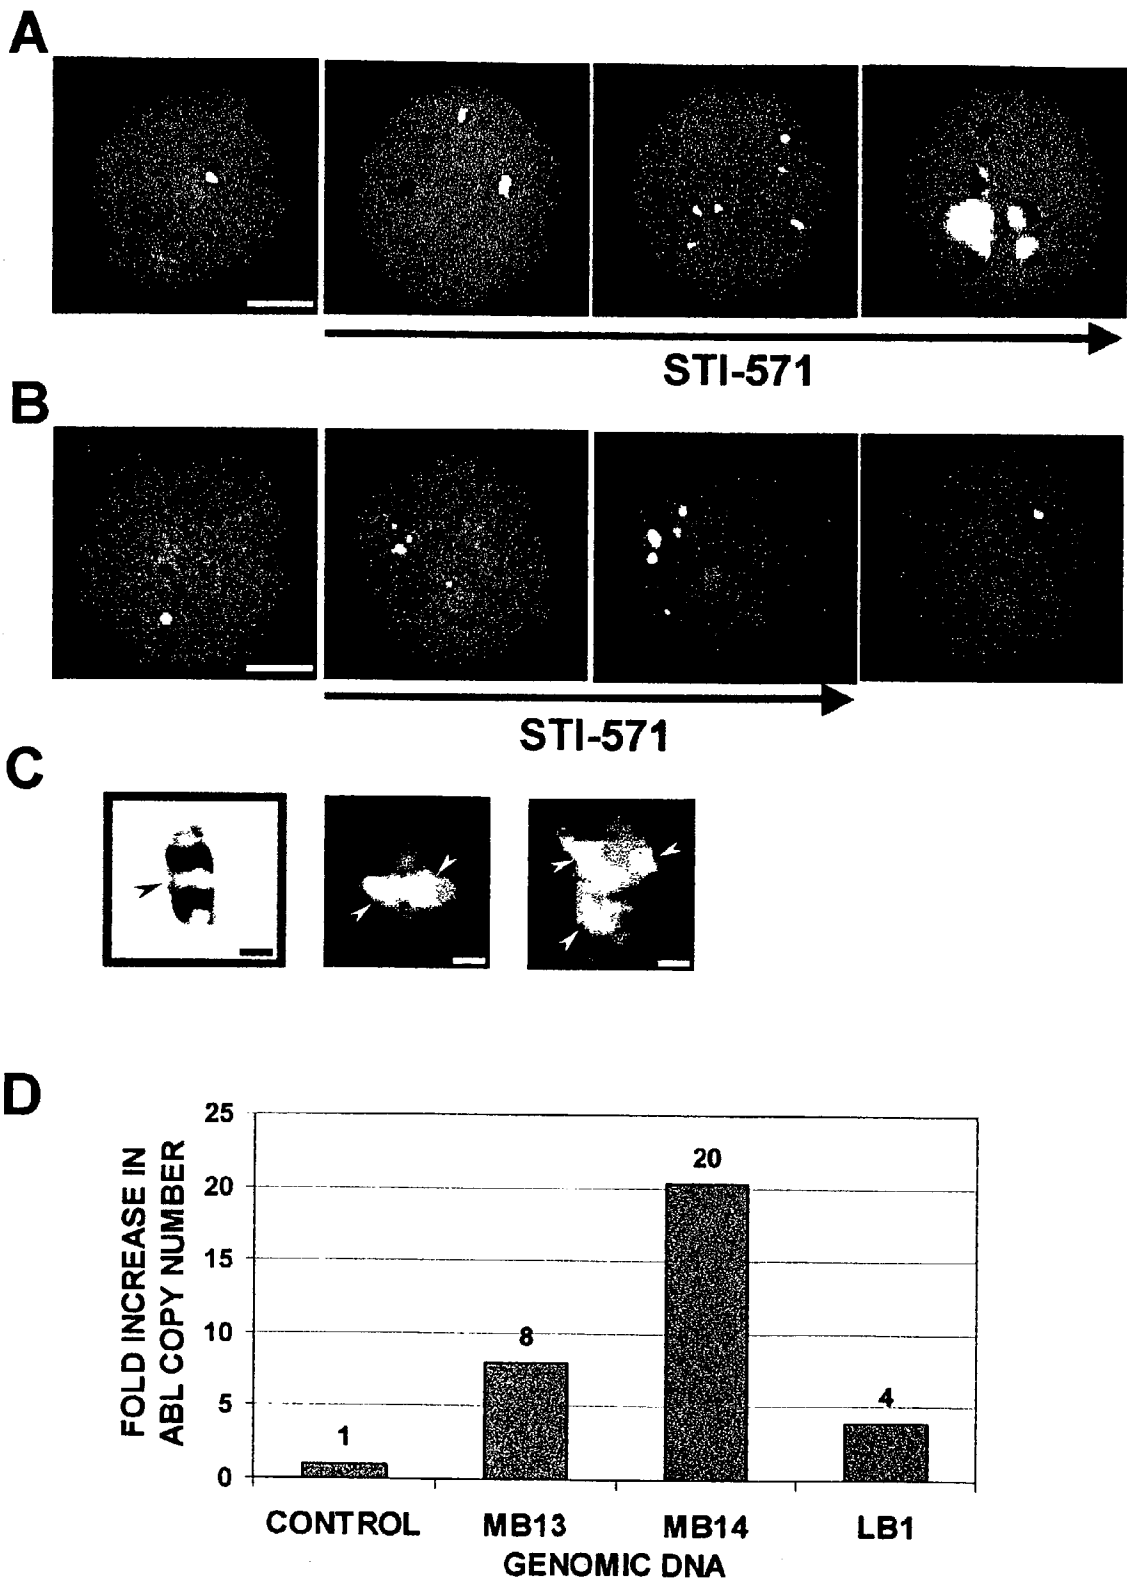 A
STI-571
B
STI-571
C
D
FOLD INCREASE IN
ABL COPY NUMBER
25
20
15
10
5
0
1
8
20
4
CONTROL
MB13
MB14
LB1
GENOMIC DNA